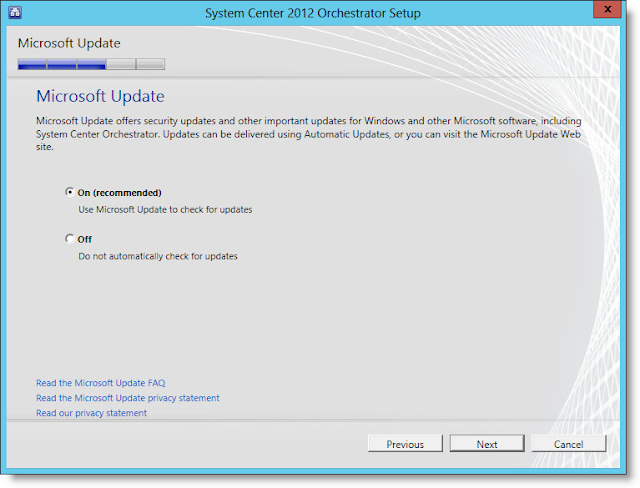 System Center 2012 Orchestrator Setup
x
Microsoft Update
Microsoft Update
Microsoft Update offers security updates and other important updates for Windows and other Microsoft software, including
System Center Orchestrator. Updates can be delivered using Automatic Updates, or you can visit the Microsoft Update Web
site.
On (recommended)
Use Microsoft Update to check for updates
Off
Do not automatically check for updates
Read the Microsoft Update FAQ
Read the Microsoft Update privacy statement
Read our privacy statement
Previous Next Cancel